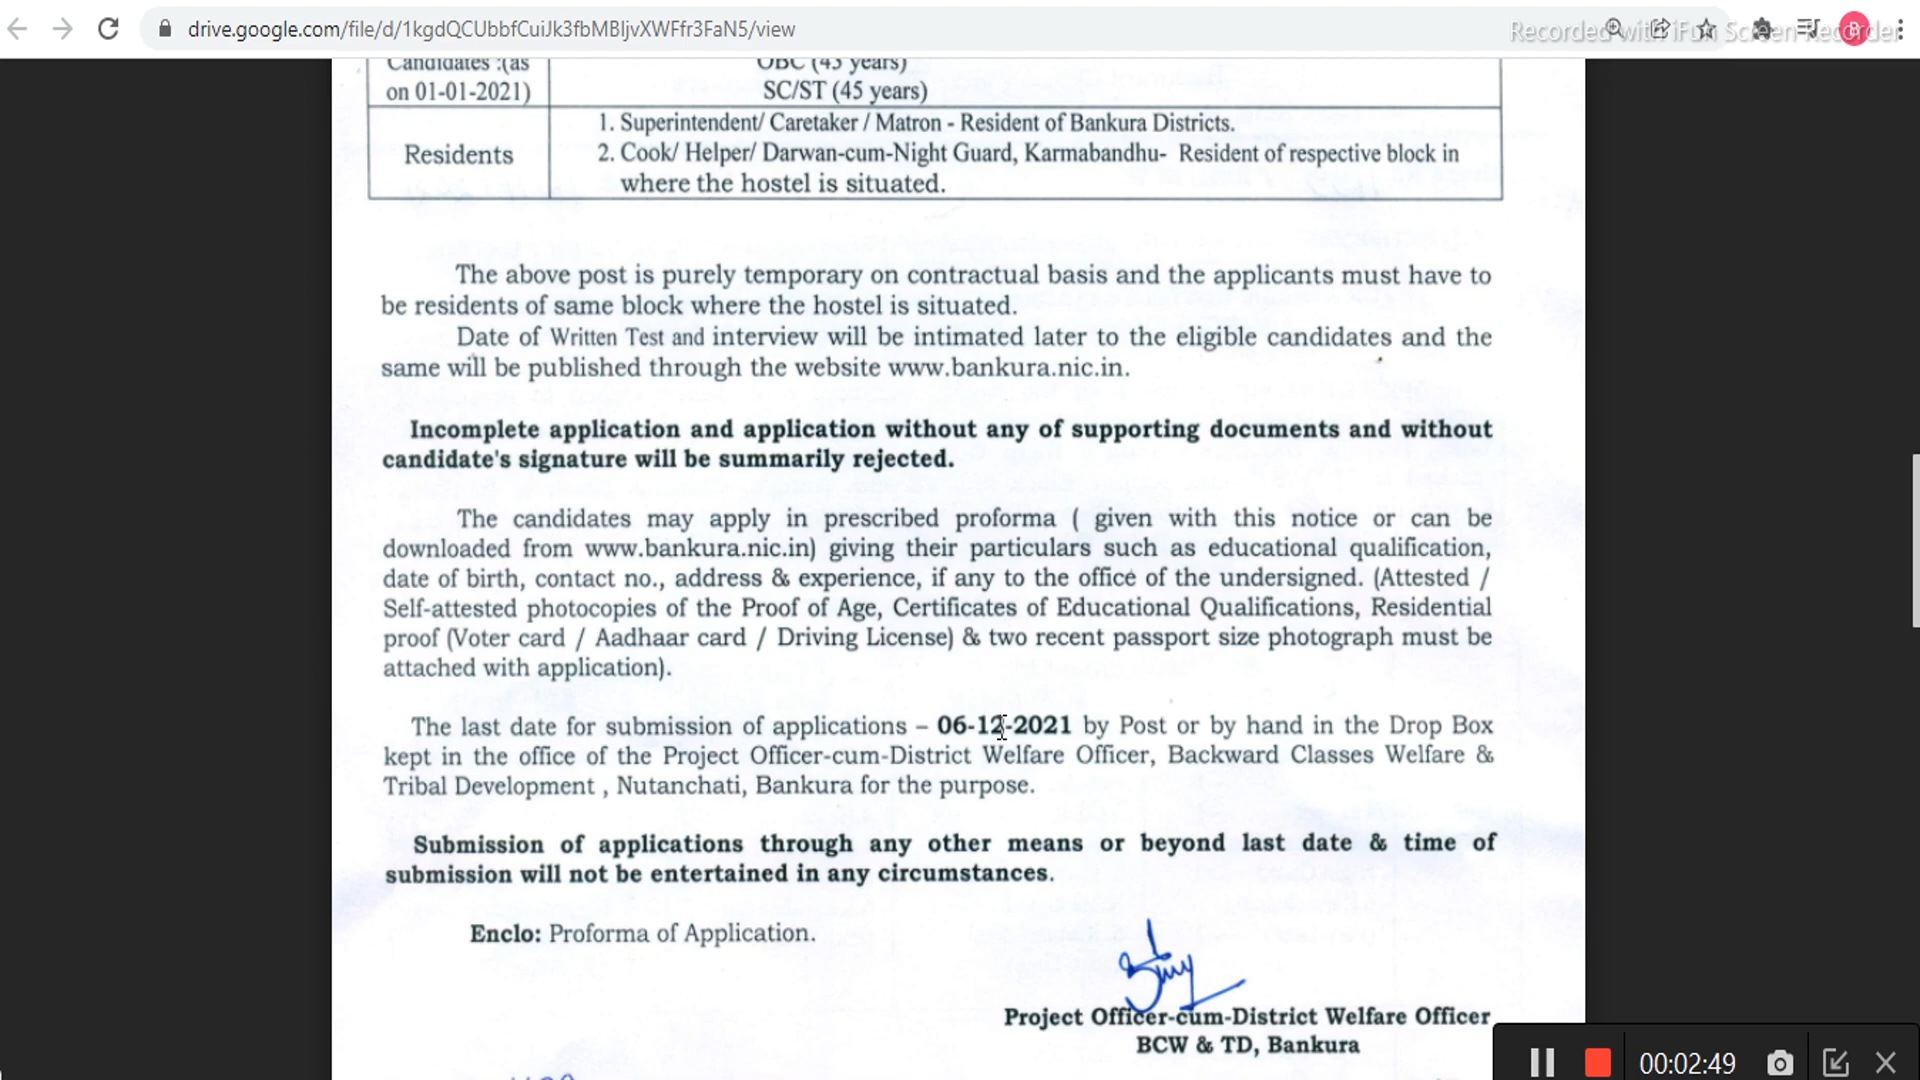 drive.google.com/file/d/1kgdQCUbbfCuiJk3fbMBIjvXWFfr3FaN5/view
Recorded with iFun Screen Recorder
B
Candidates :(as
on 01-01-2021)
OBC (43 years)
SC/ST (45 years)
Residents
1. Superintendent/ Caretaker / Matron - Resident of Bankura Districts.
2. Cook/ Helper/ Darwan-cum-Night Guard, Karmabandhu- Resident of respective block in
where the hostel is situated.
The above post is purely temporary on contractual basis and the applicants must have to
be residents of same block where the hostel is situated.
Date of Written Test and interview will be intimated later to the eligible candidates and the
same will be published through the website www.bankura.nic.in.
Incomplete application and application without any of supporting documents and without
candidate's signature will be summarily rejected.
The candidates may apply in prescribed proforma ( given with this notice or can be
downloaded from www.bankura.nic.in) giving their particulars such as educational qualification,
date of birth, contact no., address & experience, if any to the office of the undersigned. (Attested /
Self-attested photocopies of the Proof of Age, Certificates of Educational Qualifications, Residential
proof (Voter card / Aadhaar card / Driving License) & two recent passport size photograph must be
attached with application).
The last date for submission of applications – 06-12-2021 by Post or by hand in the Drop Box
kept in the office of the Project Officer-cum-District Welfare Officer, Backward Classes Welfare &
Tribal Development , Nutanchati, Bankura for the purpose.
Submission of applications through any other means or beyond last date & time of
submission will not be entertained in any circumstances.
Enclo: Proforma of Application.
Project Officer-cum-District Welfare Officer
BCW & TD, Bankura
00:02:49